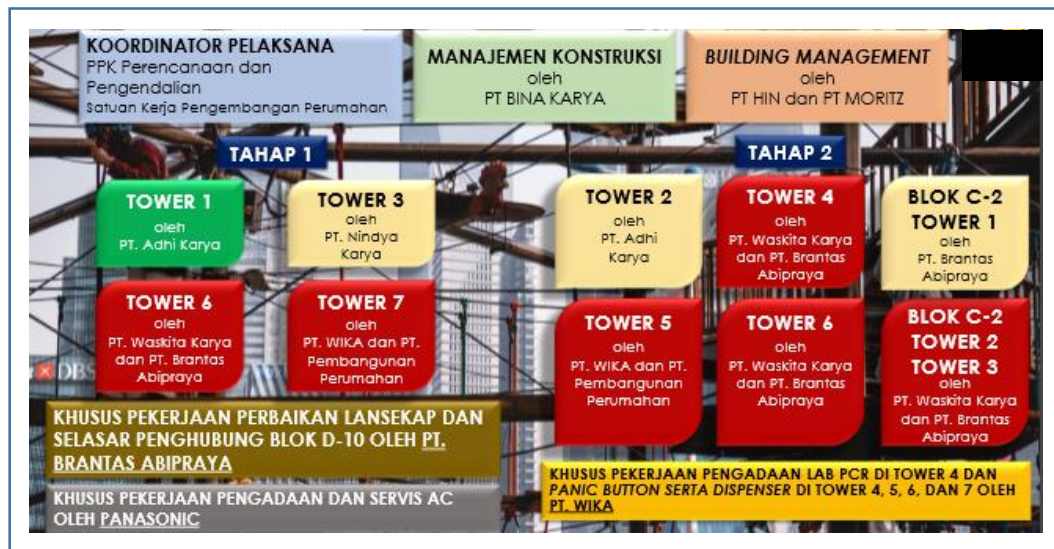 KOORDINATOR PELAKSANA
PPK Perencanaan dan
Pengendalian
Satuan Kerja Pengembangan Perumahan
MANAJEMEN KONSTRUKSI
oleh
PT BINA KARYA
BUILDING MANAGEMENT
oleh
PT HIN dan PT MORITZ
TAHAP 1
TOWER 1
oleh
PT. Adhi Karya
TOWER 3
oleh
PT. Nindya
Karya
TOWER 6
oleh
PT. Waskita Karya
dan PT. Brantas
Abipraya
TOWER 7
oleh
PT. WIKA dan PT.
Pembangunan
Perumahan
KHUSUS PEKERJAAN PERBAIKAN LANSEKAP DAN
SELASAR PENGHUBUNG BLOK D-10 OLEH PT.
BRANTAS ABIPRAYA
KHUSUS PEKERJAAN PENGADAAN DAN SERVIS AC
OLEH PANASONIC
TAHAP 2
TOWER 2
oleh
PT. Adhi
Karya
TOWER 4
oleh
PT. Waskita Karya
dan PT. Brantas
Abipraya
BLOK C-2
TOWER 1
oleh
PT. Brantas
Abipraya
TOWER 5
oleh
PT. WIKA dan PT.
Pembangunan
Perumahan
TOWER 6
oleh
PT. Waskita Karya
dan PT. Brantas
Abipraya
BLOK C-2
TOWER 2
TOWER 3
oleh
PT. Waskita Karya
dan PT. Brantas
Abipraya
KHUSUS PEKERJAAN PENGADAAN LAB PCR DI TOWER 4 DAN
PANIC BUTTON SERTA DISPENSER DI TOWER 4, 5, 6, DAN 7 OLEH
PT. WIKA
DBS